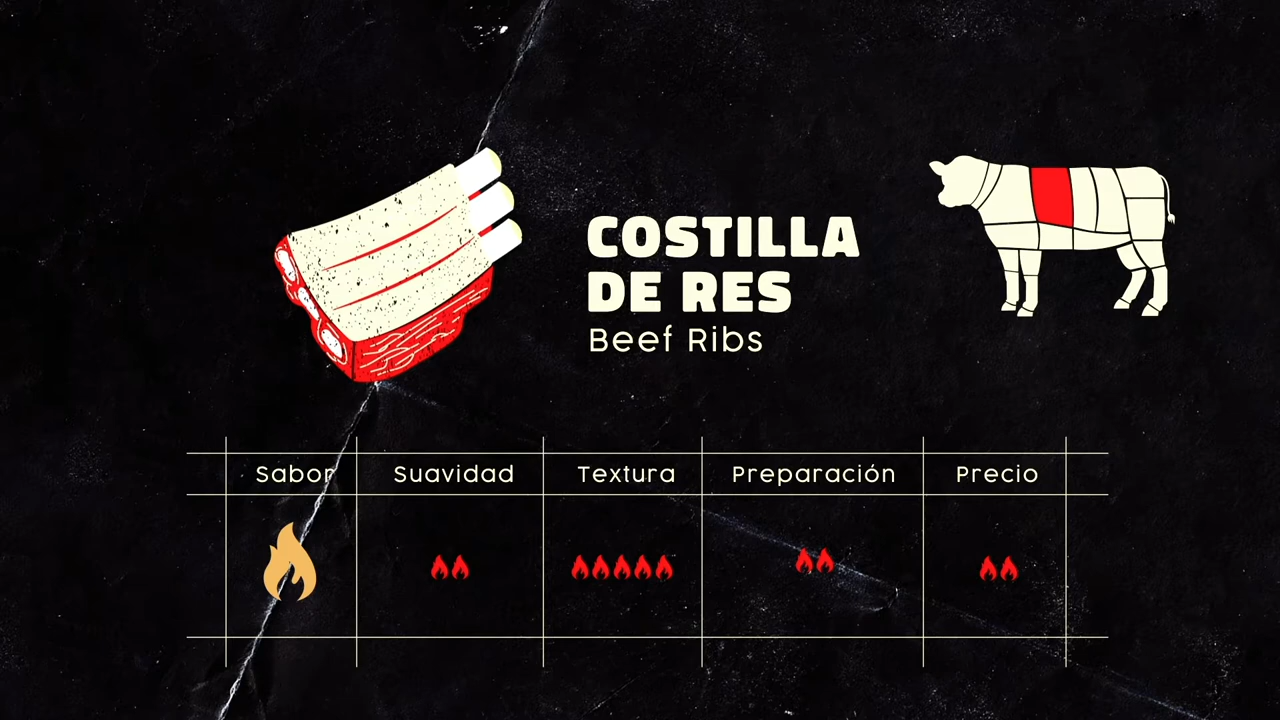 COSTILLA
DE RES
Beef Ribs
Sabor Suavidad Textura Preparación Precio